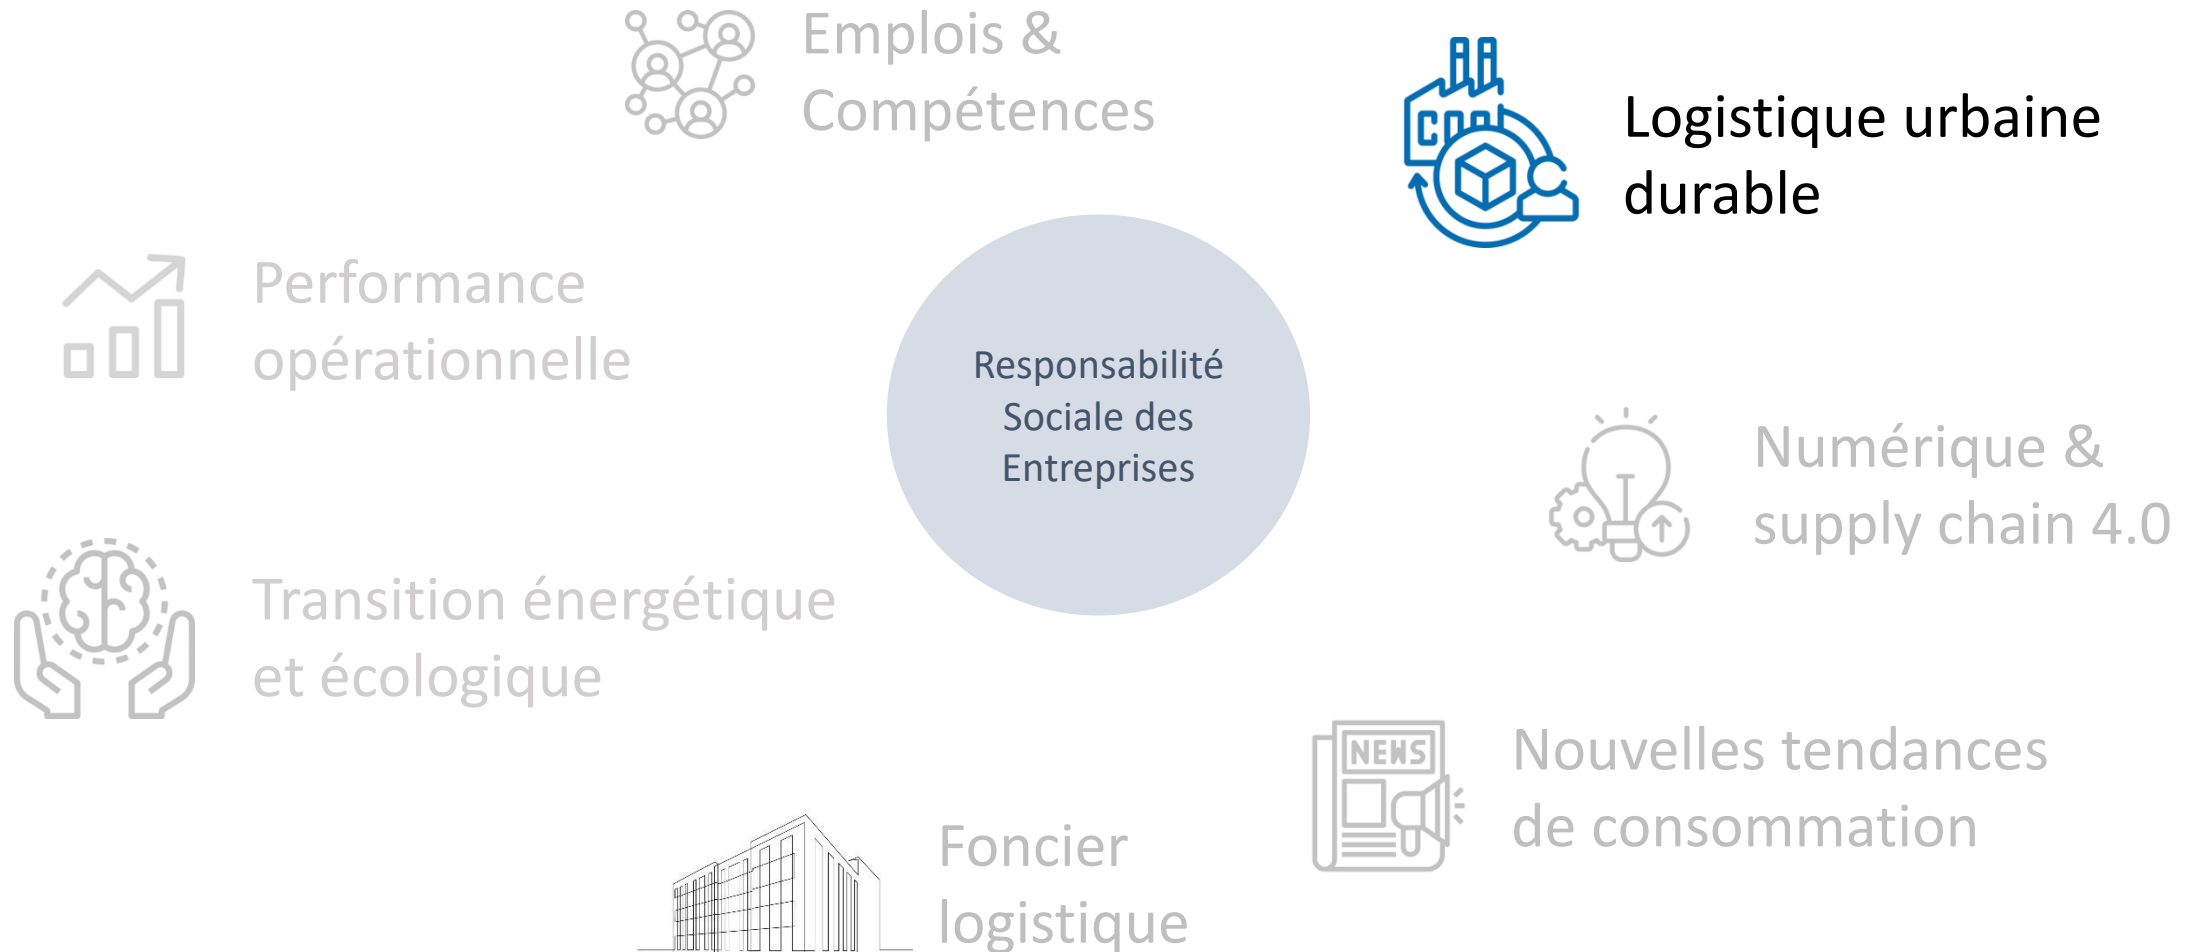 Emplois &
Compétences
Logistique urbaine
durable
Performance
opérationnelle
Responsabilité
Sociale des
Entreprises
Numérique &
supply chain 4.0
Transition énergétique
et écologique
NEWS
Nouvelles tendances
de consommation
Foncier
logistique